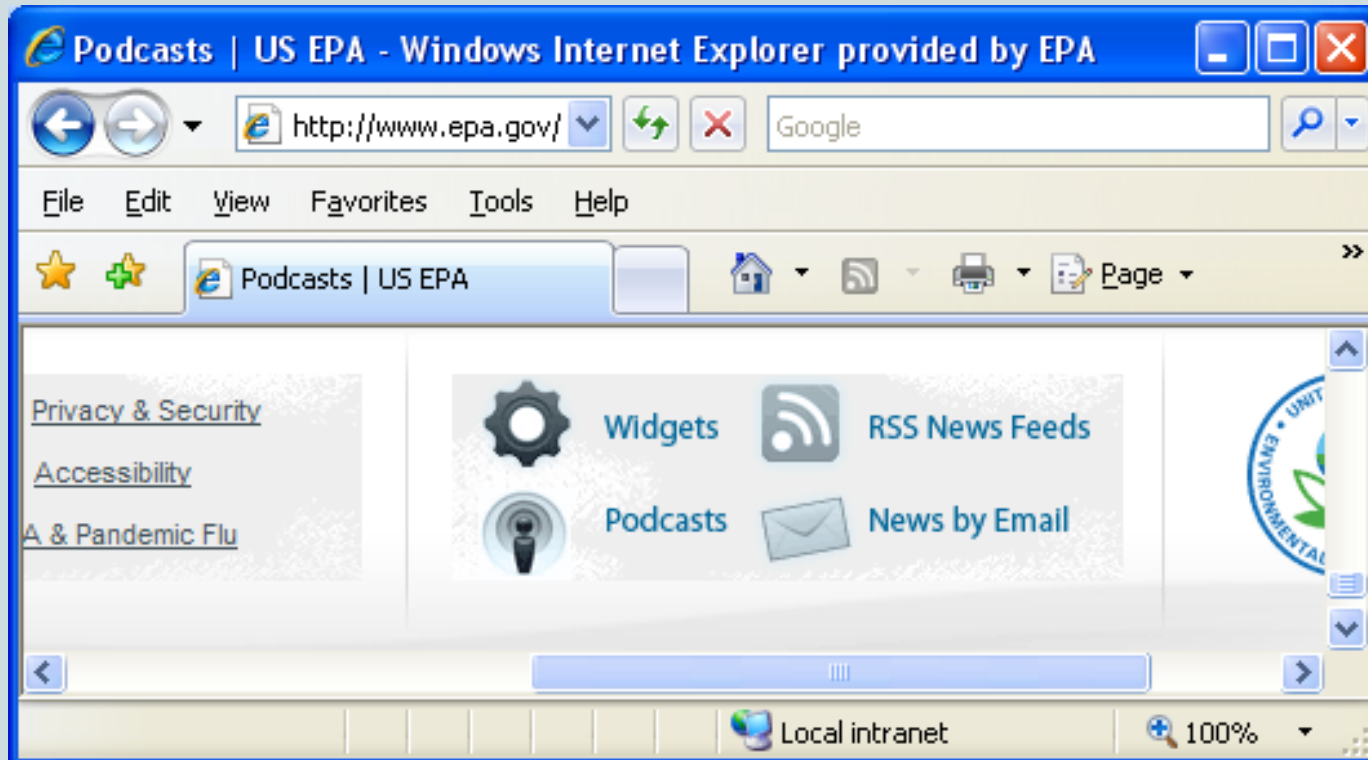 Podcasts | US EPA - Windows Internet Explorer provided by EPA
http://www.epa.gov/ Google
File Edit View Favorites Tools Help
Podcasts | US EPA Page »
Privacy & Security
Accessibility
A & Pandemic Flu
Widgets RSS News Feeds
Podcasts News by Email
UNIT
ENVIRONMENTAL
Local intranet 100%